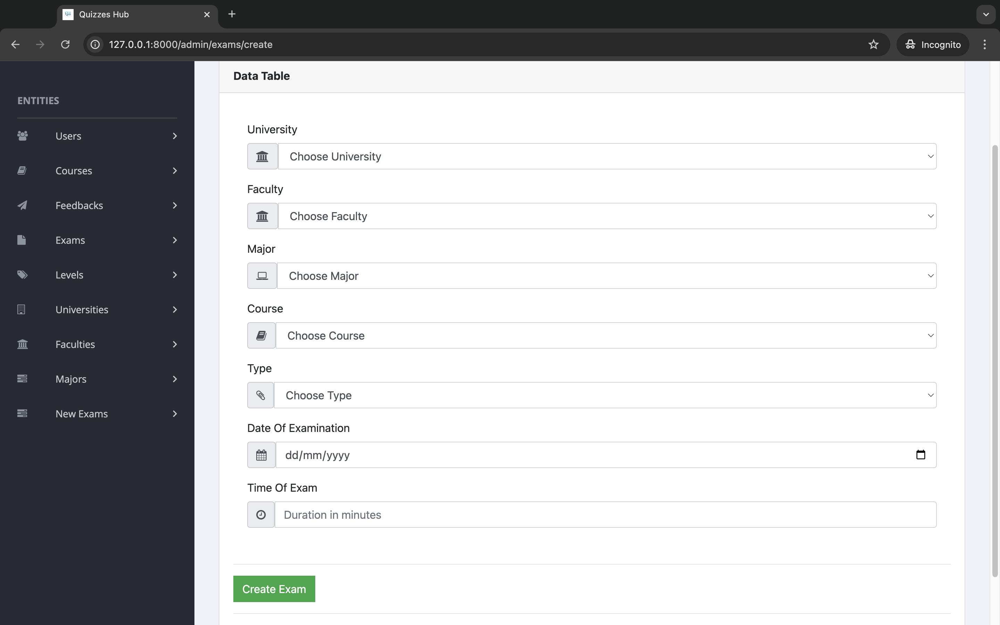 Quizzes Hub
127.0.0.1:8000/admin/exams/create
Incognito
ENTITIES
Users
Courses
Feedbacks
Exams
Levels
Universities
Faculties
Majors
New Exams
Data Table
University
Choose University
Faculty
Choose Faculty
Major
Choose Major
Course
Choose Course
Type
Choose Type
Date Of Examination
dd/mm/yyyy
Time Of Exam
Duration in minutes
Create Exam